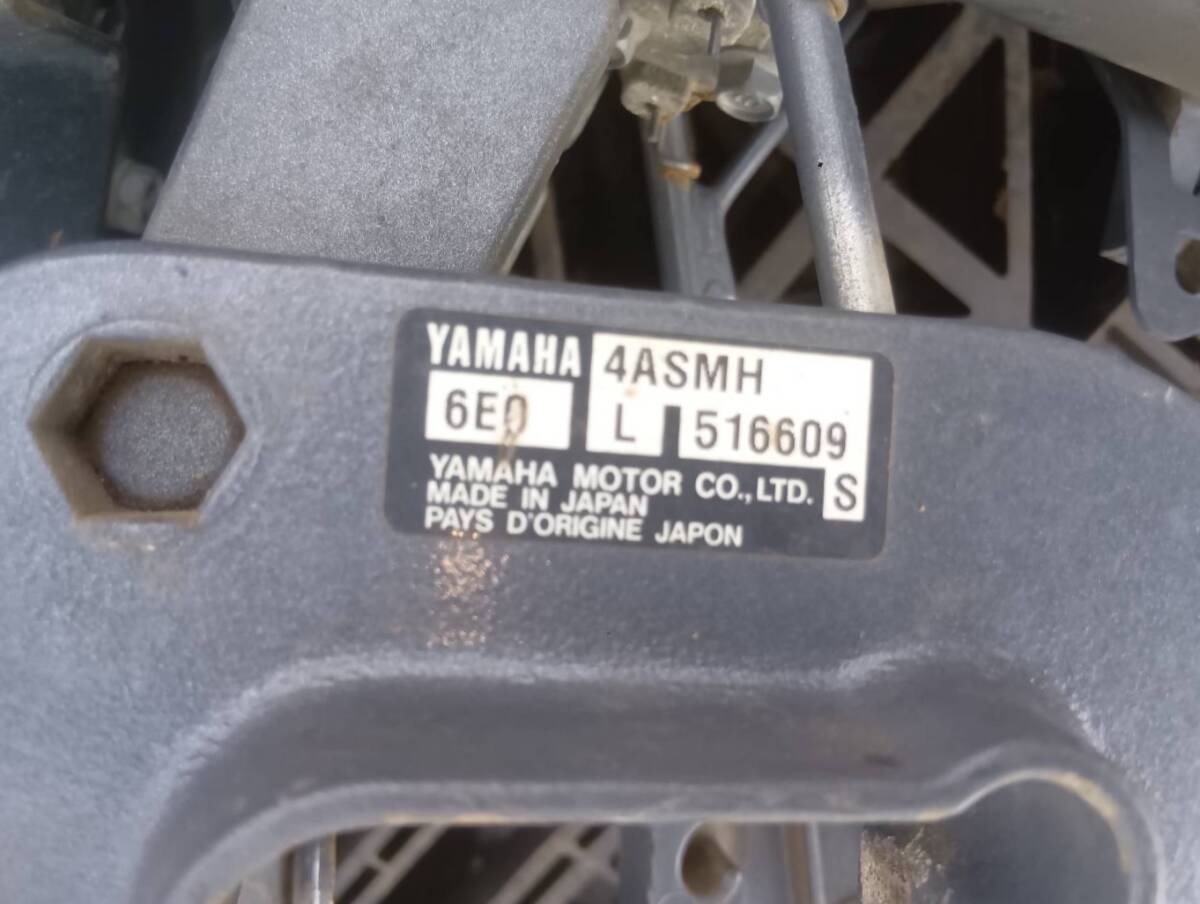 YAMAHA 4ASMH
6E0 L 516609
YAMAHA MOTOR CO., LTD. S
MADE IN JAPAN
PAYS D'ORIGINE JAPON